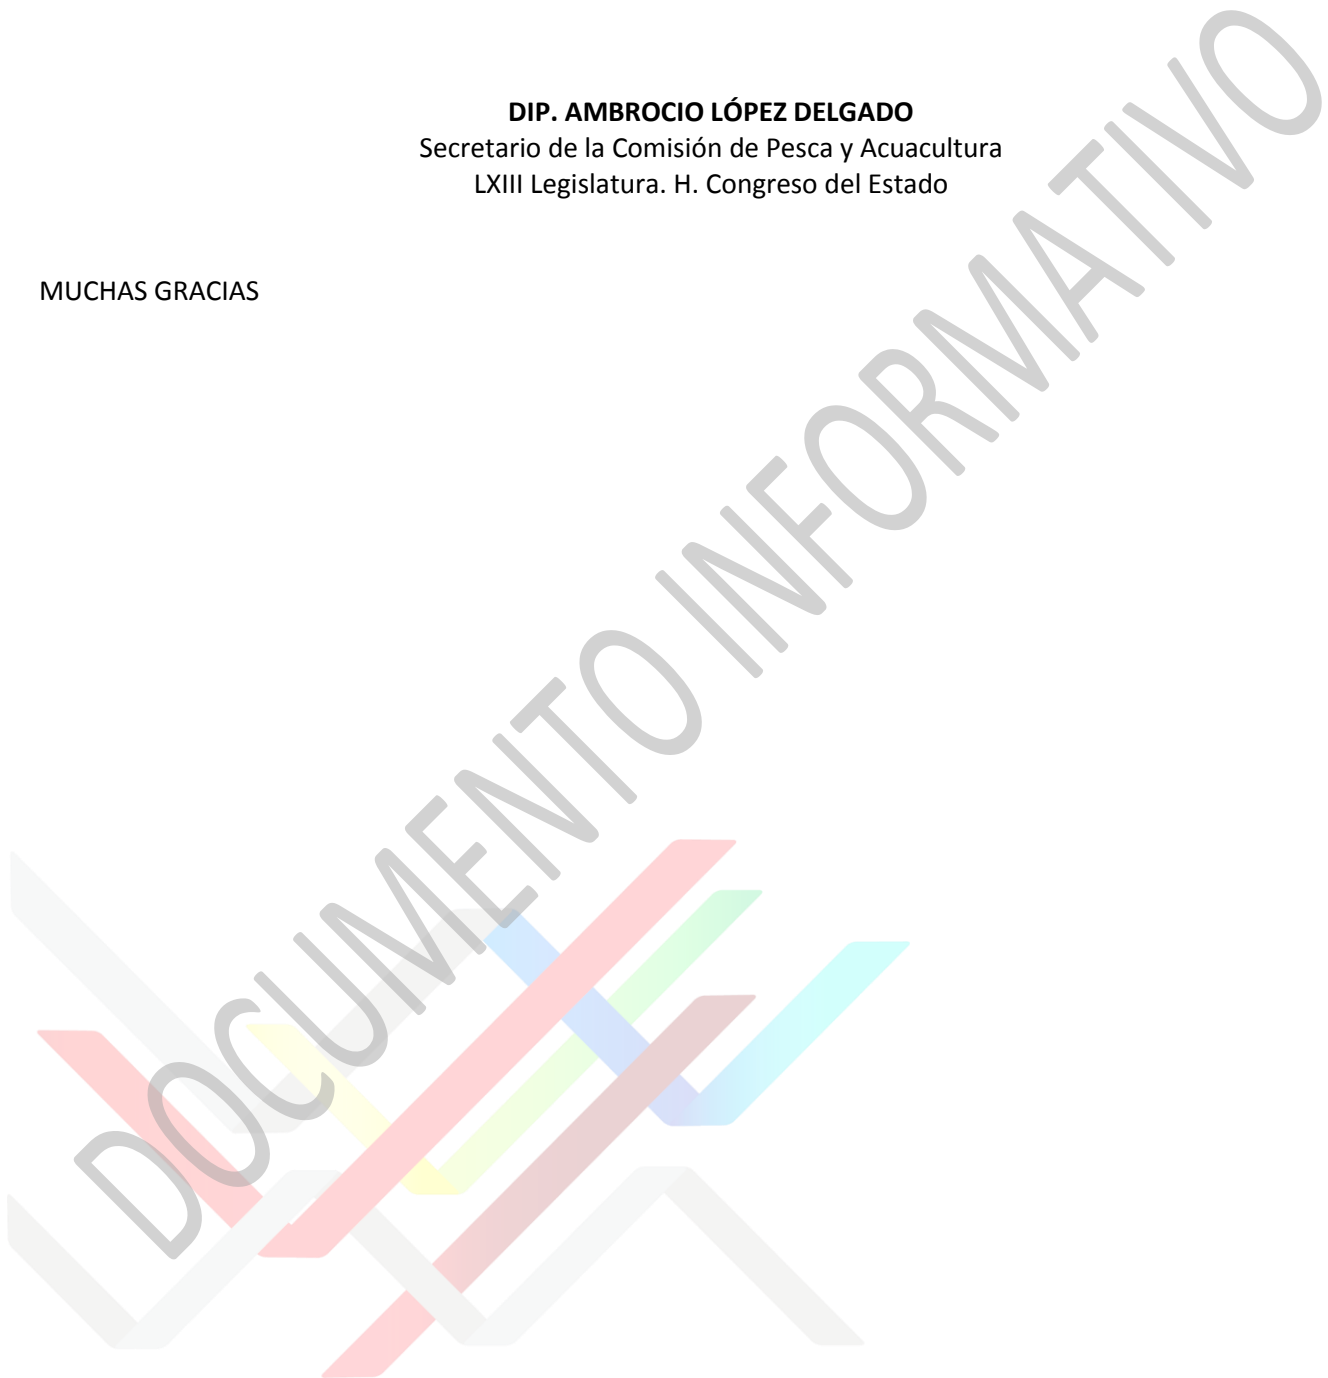 DIP. AMBROCIO LÓPEZ DELGADO
Secretario de la Comisión de Pesca y Acuacultura
LXIII Legislatura. H. Congreso del Estado
MUCHAS GRACIAS
DOCUMENTO INFORMATIVO